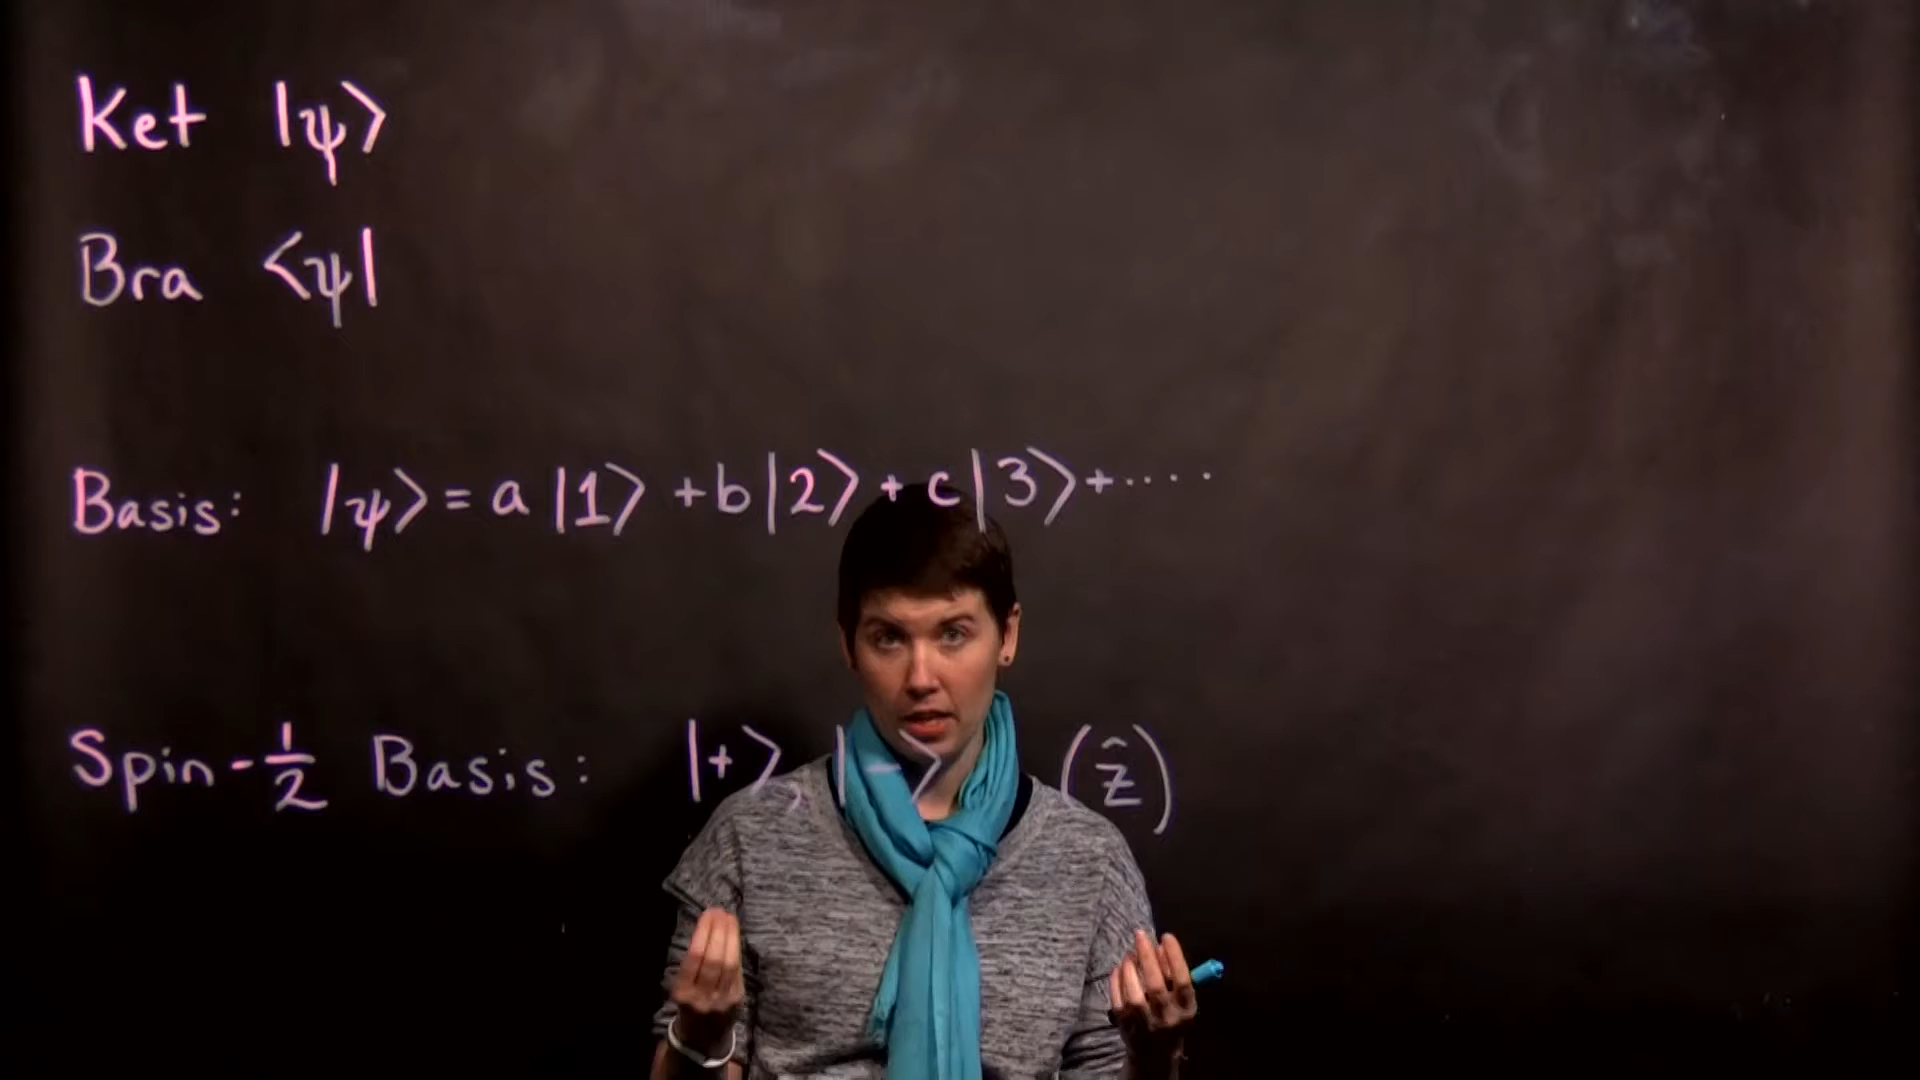 Ket |ψ⟩
Bra <ψ|
Basis: |ψ⟩ = a |1⟩ + b |2⟩ + c |3⟩ + ....
Spin - 1/2 Basis: |+⟩, |-⟩ (ẑ)